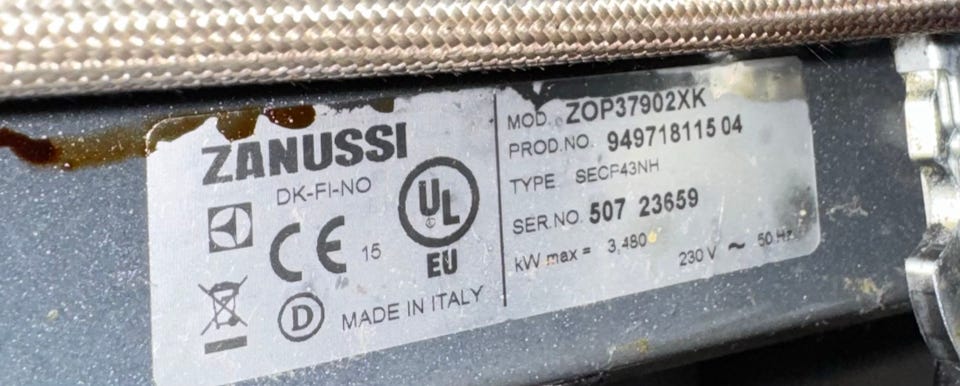 ZANUSSI
DK-FI-NO
CE 15
UL
EU
D
MADE IN ITALY
MOD. ZOP37902XK
PROD.NO. 949718115 04
TYPE SECP43NH
SER.NO. 507 23659
kW max = 3,480
230 V ~ 50 Hz